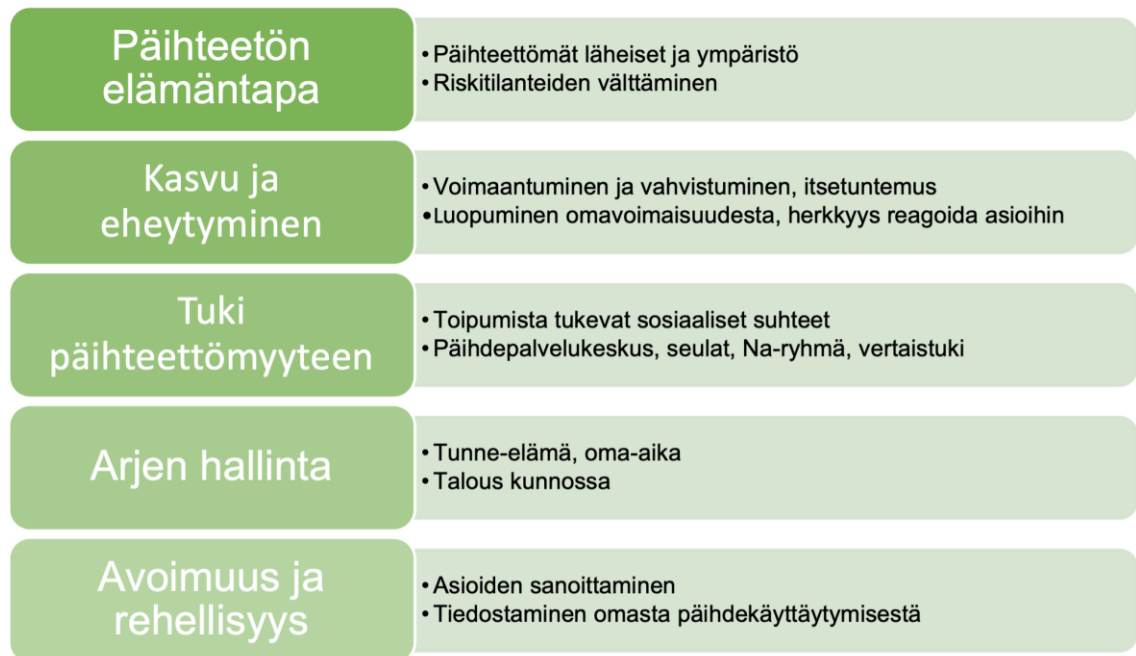 Päihteetön
elämäntapa
• Päihteettömät läheiset ja ympäristö
• Riskitilanteiden välttäminen
Kasvu ja
eheytyminen
• Voimaantuminen ja vahvistuminen, itsetuntemus
• Luopuminen omavoimaisuudesta, herkkyys reagoida asioihin
Tuki
päihteettömyyteen
• Toipumista tukevat sosiaaliset suhteet
• Päihdepalvelukeskus, seulat, Na-ryhmä, vertaistuki
Arjen hallinta
• Tunne-elämä, oma-aika
• Talous kunnossa
Avoimuus ja
rehellisyys
• Asioiden sanoittaminen
• Tiedostaminen omasta päihdekäyttäytymisestä